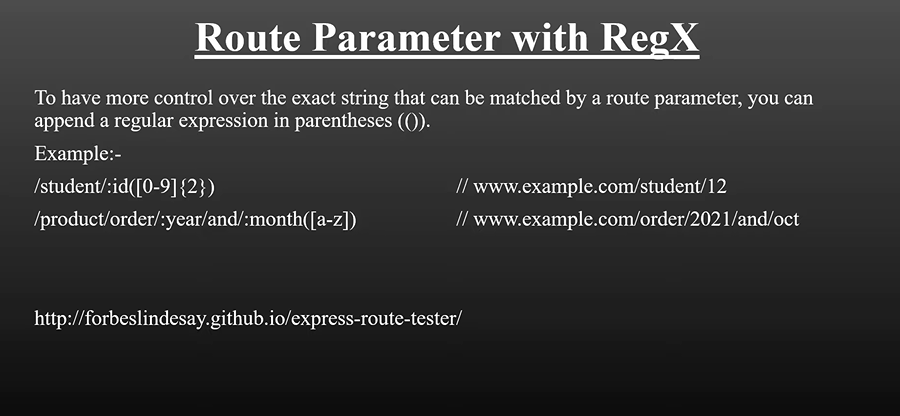 Route Parameter with RegX
To have more control over the exact string that can be matched by a route parameter, you can
append a regular expression in parentheses (()).
Example:-
/student/:id([0-9]{2}) // www.example.com/student/12
/product/order/:year/and/:month([a-z]) // www.example.com/order/2021/and/oct
http://forbeslindesay.github.io/express-route-tester/